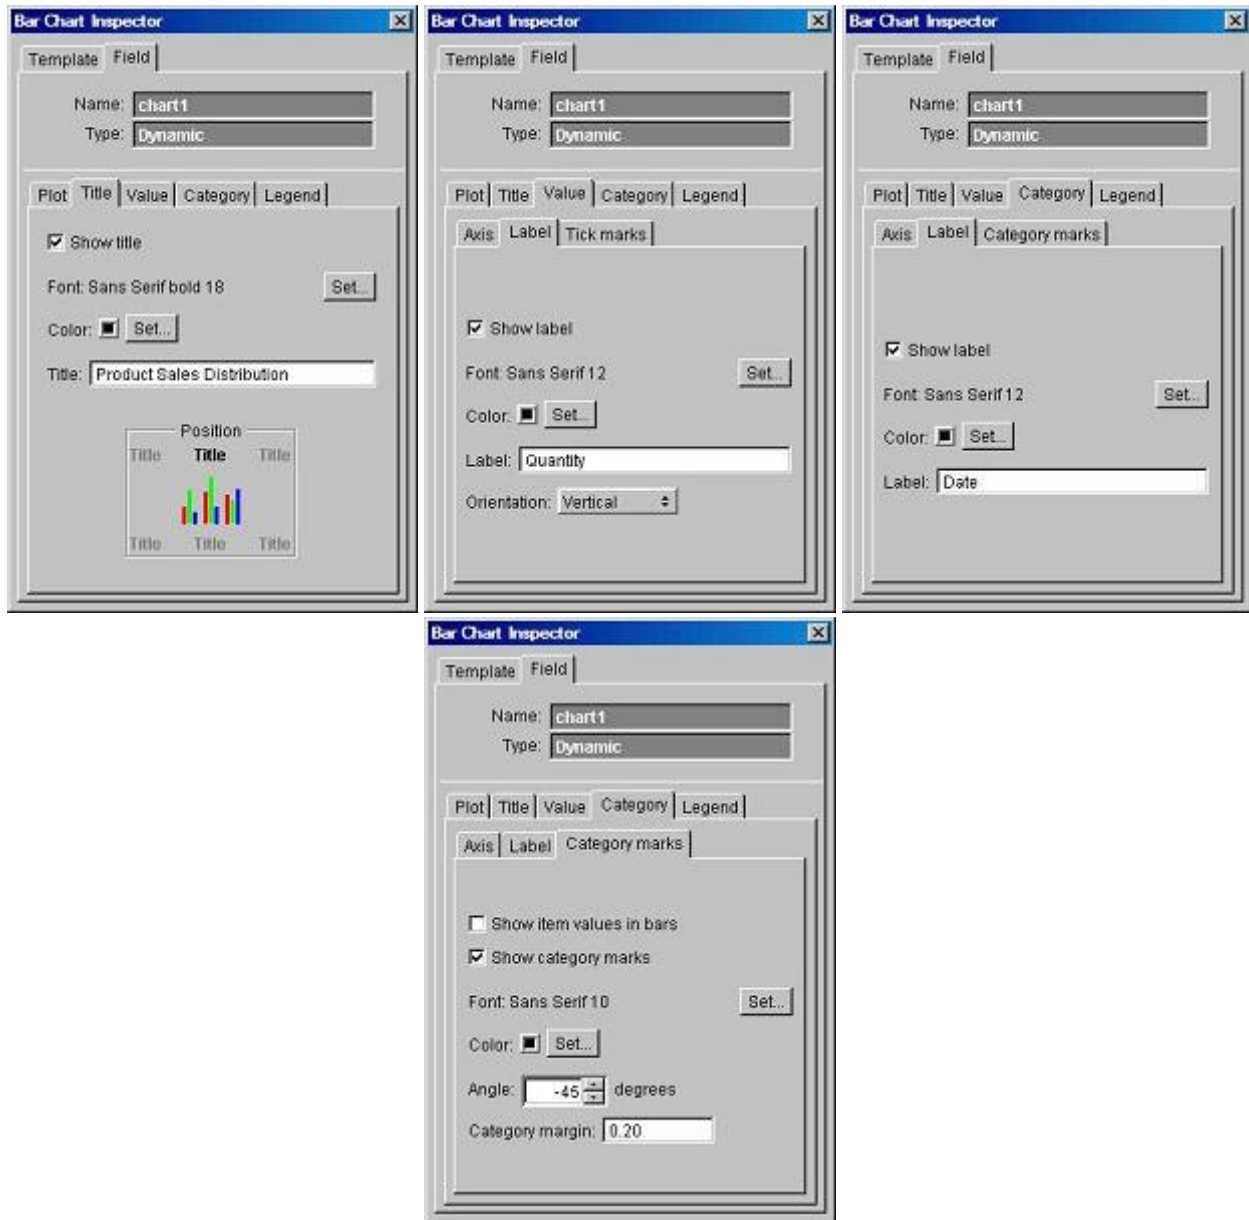 Bar Chart Inspector
Template Field
Name: chart1
Type: Dynamic
Plot Title Value Category Legend
Show title
Font: Sans Serif bold 18 Set...
Color: Set...
Title: Product Sales Distribution
Position
Title Title Title
Title Title Title
Bar Chart Inspector
Template Field
Name: chart1
Type: Dynamic
Plot Title Value Category Legend
Axis Label Tick marks
Show label
Font: Sans Serif 12 Set...
Color: Set...
Label: Quantity
Orientation: Vertical
Bar Chart Inspector
Template Field
Name: chart1
Type: Dynamic
Plot Title Value Category Legend
Axis Label Category marks
Show label
Font: Sans Serif 12 Set...
Color: Set...
Label: Date
Bar Chart Inspector
Template Field
Name: chart1
Type: Dynamic
Plot Title Value Category Legend
Axis Label Category marks
Show item values in bars
Show category marks
Font: Sans Serif 10 Set...
Color: Set...
Angle: -45 degrees
Category margin: 0.20